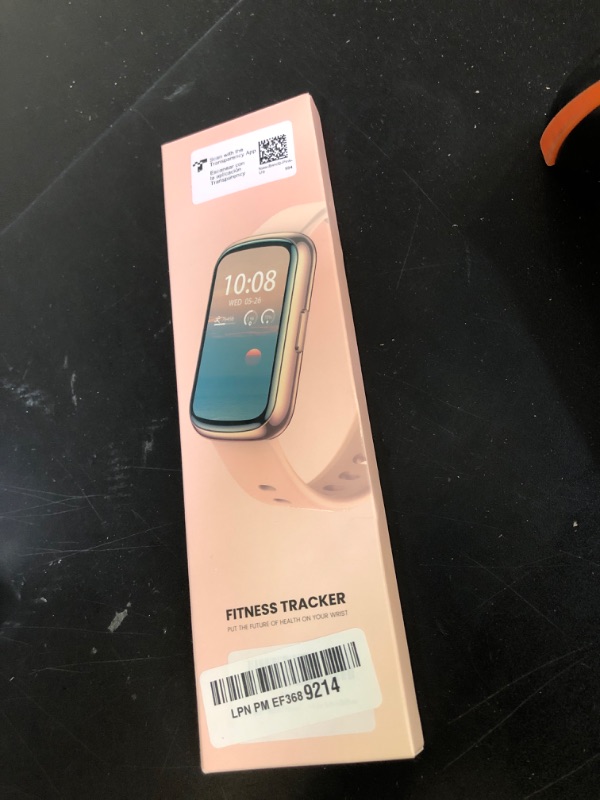 Scan with the
Transparency App
Escanear con
la aplicación
Transparency
10:08
WED 05-26
FITNESS TRACKER
PUT THE FUTURE OF HEALTH ON YOUR WRIST
LPN PM EF368 9214